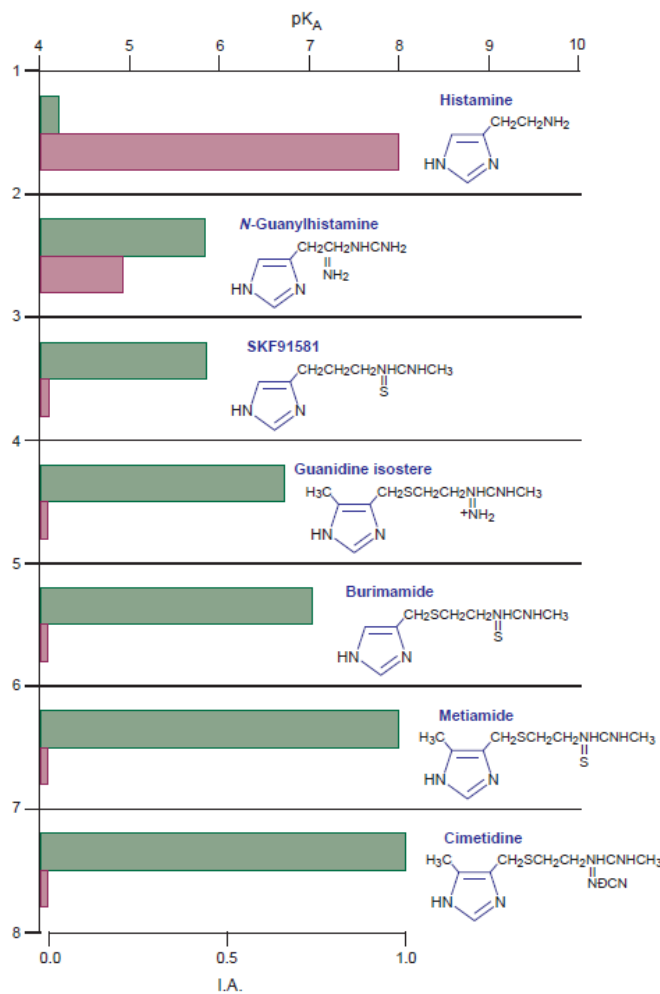 pKA
4 5 6 7 8 9 10
1
Histamine
CH2CH2NH2
HN N
2
N-Guanylhistamine
CH2CH2NHCNH2
NH2
HN N
3
SKF91581
CH2CH2CH2NHCNHCH3
S
HN N
4
Guanidine isostere
H3C CH2SCH2CH2NHCNHCH3
+NH2
HN N
5
Burimamide
CH2SCH2CH2NHCNHCH3
S
HN N
6
Metiamide
H3C CH2SCH2CH2NHCNHCH3
S
HN N
7
Cimetidine
H3C CH2SCH2CH2NHCNHCH3
NÐCN
HN N
8
0.0 0.5 1.0
I.A.